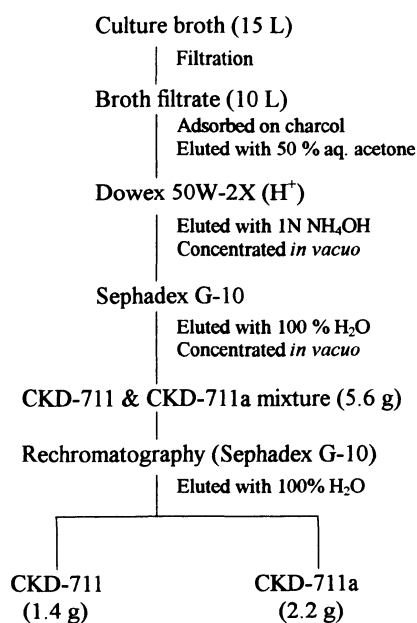 Culture broth (15 L)
Filtration
Broth filtrate (10 L)
Adsorbed on charcol
Eluted with 50 % aq. acetone
Dowex 50W-2X (H⁺)
Eluted with 1N NH₄OH
Concentrated in vacuo
Sephadex G-10
Eluted with 100 % H₂O
Concentrated in vacuo
CKD-711 & CKD-711a mixture (5.6 g)
Rechromatography (Sephadex G-10)
Eluted with 100% H₂O
CKD-711 CKD-711a
(1.4 g) (2.2 g)